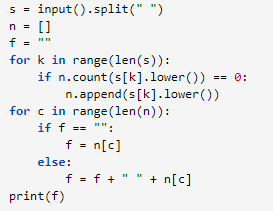 s = input().split(" ")
n = []
f = ""
for k in range(len(s)):
    if n.count(s[k].lower()) == 0:
        n.append(s[k].lower())
for c in range(len(n)):
    if f == "":
        f = n[c]
    else:
        f = f + " " + n[c]
print(f)